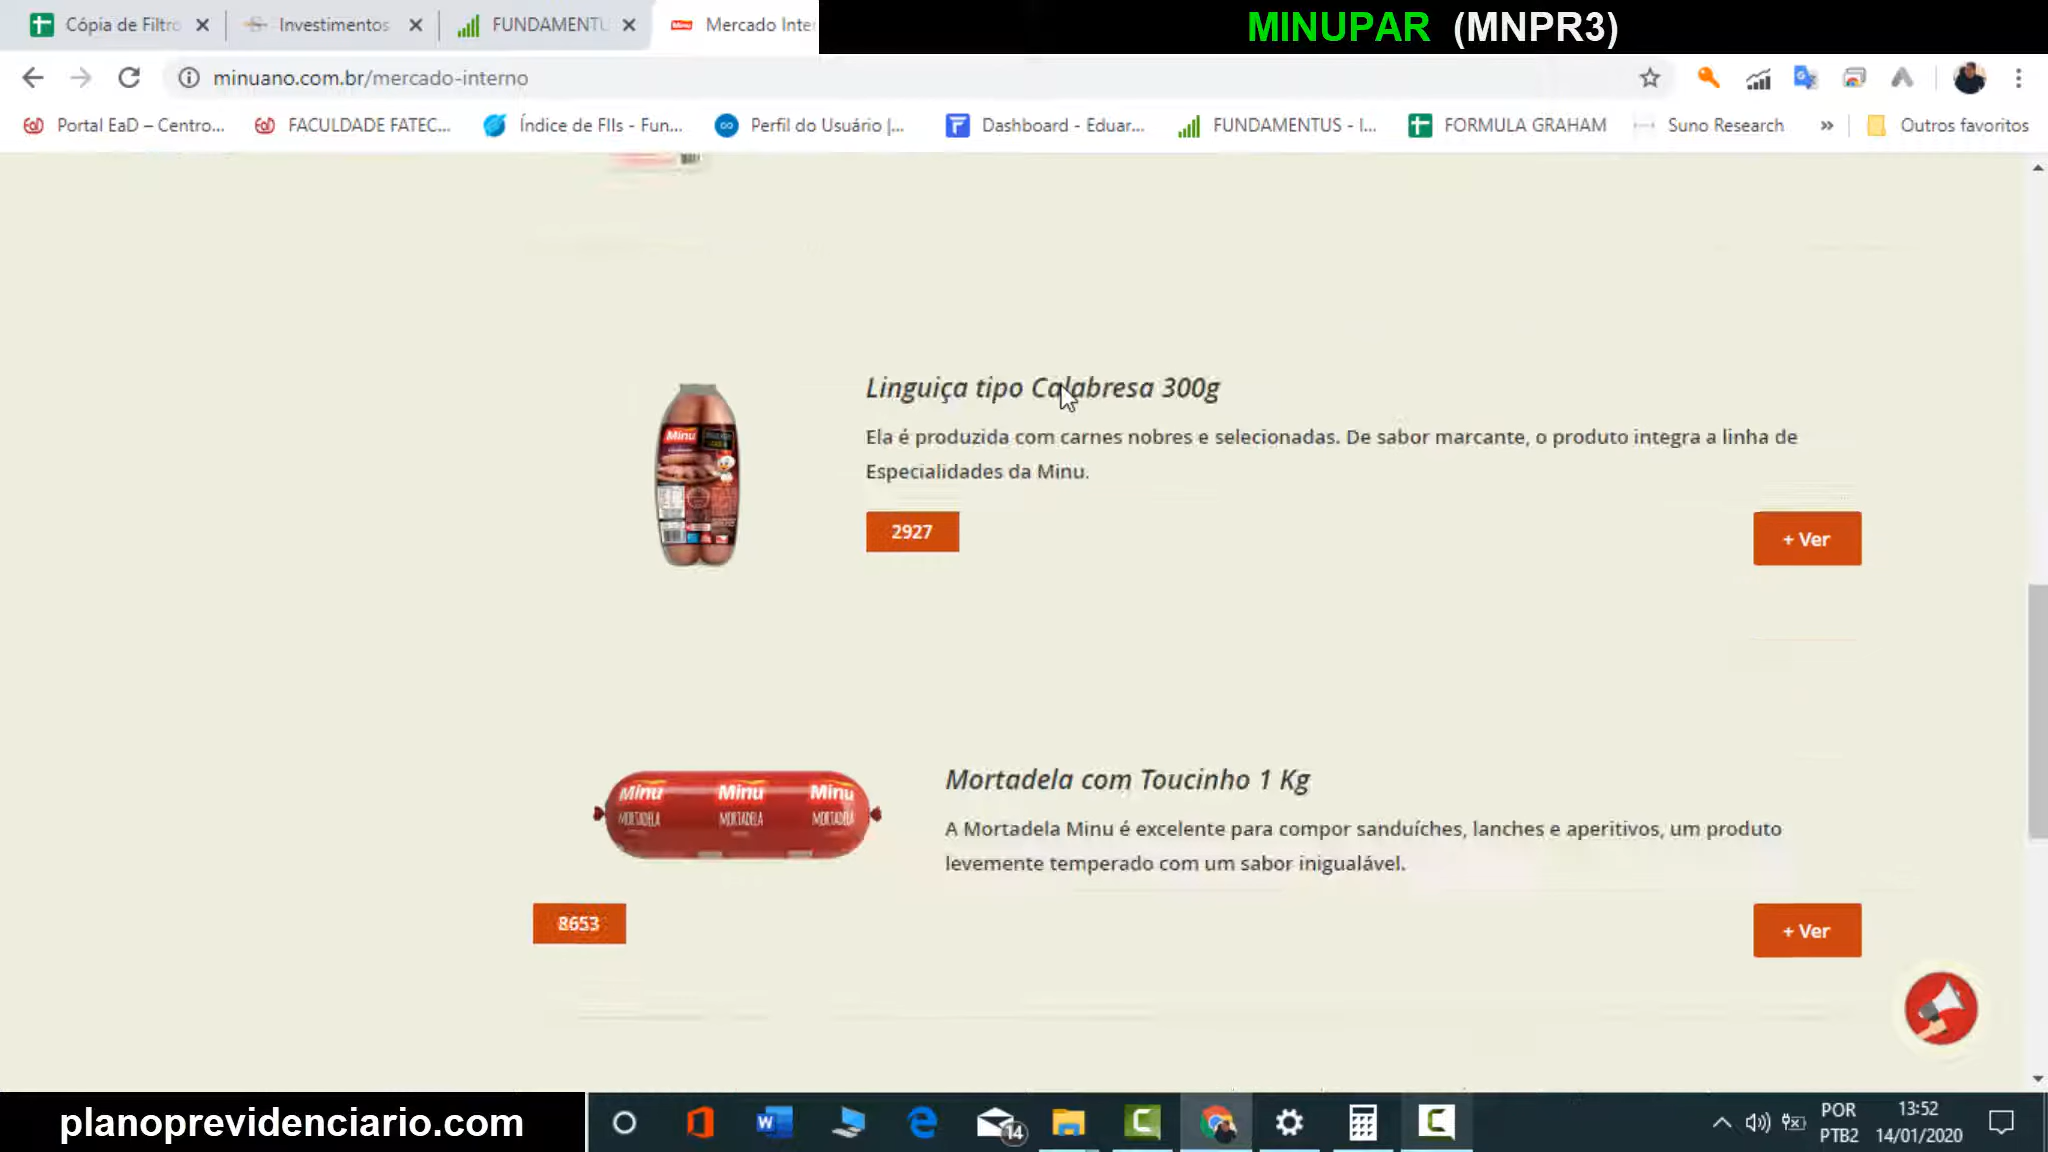 Cópia de Filtro
Investimentos
FUNDAMENTU
Mercado Inte
MINUPAR (MNPR3)
minuano.com.br/mercado-interno
Portal EaD – Centro...
FACULDADE FATEC...
Índice de FIIs - Fun...
Perfil do Usuário |...
Dashboard - Eduar...
FUNDAMENTUS - I...
FORMULA GRAHAM
Suno Research
Outros favoritos
Linguiça tipo Calabresa 300g
Ela é produzida com carnes nobres e selecionadas. De sabor marcante, o produto integra a linha de
Especialidades da Minu.
Minu
2927
+ Ver
Mortadela com Toucinho 1 Kg
Minu Minu Minu
MORTADELA MORTADELA MORTADELA
A Mortadela Minu é excelente para compor sanduíches, lanches e aperitivos, um produto
levemente temperado com um sabor inigualável.
8653
+ Ver
planoprevidenciario.com
14
POR
PTB2
13:52
14/01/2020